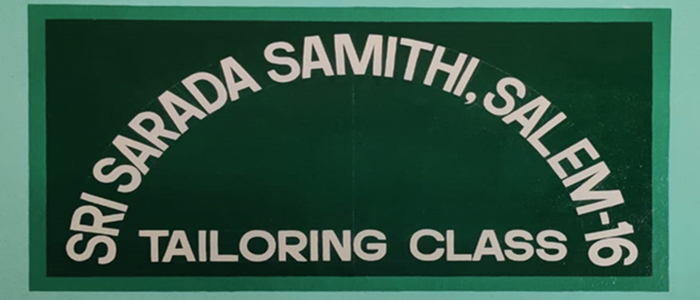 SRI SARADA SAMITHI, SALEM-16
TAILORING CLASS